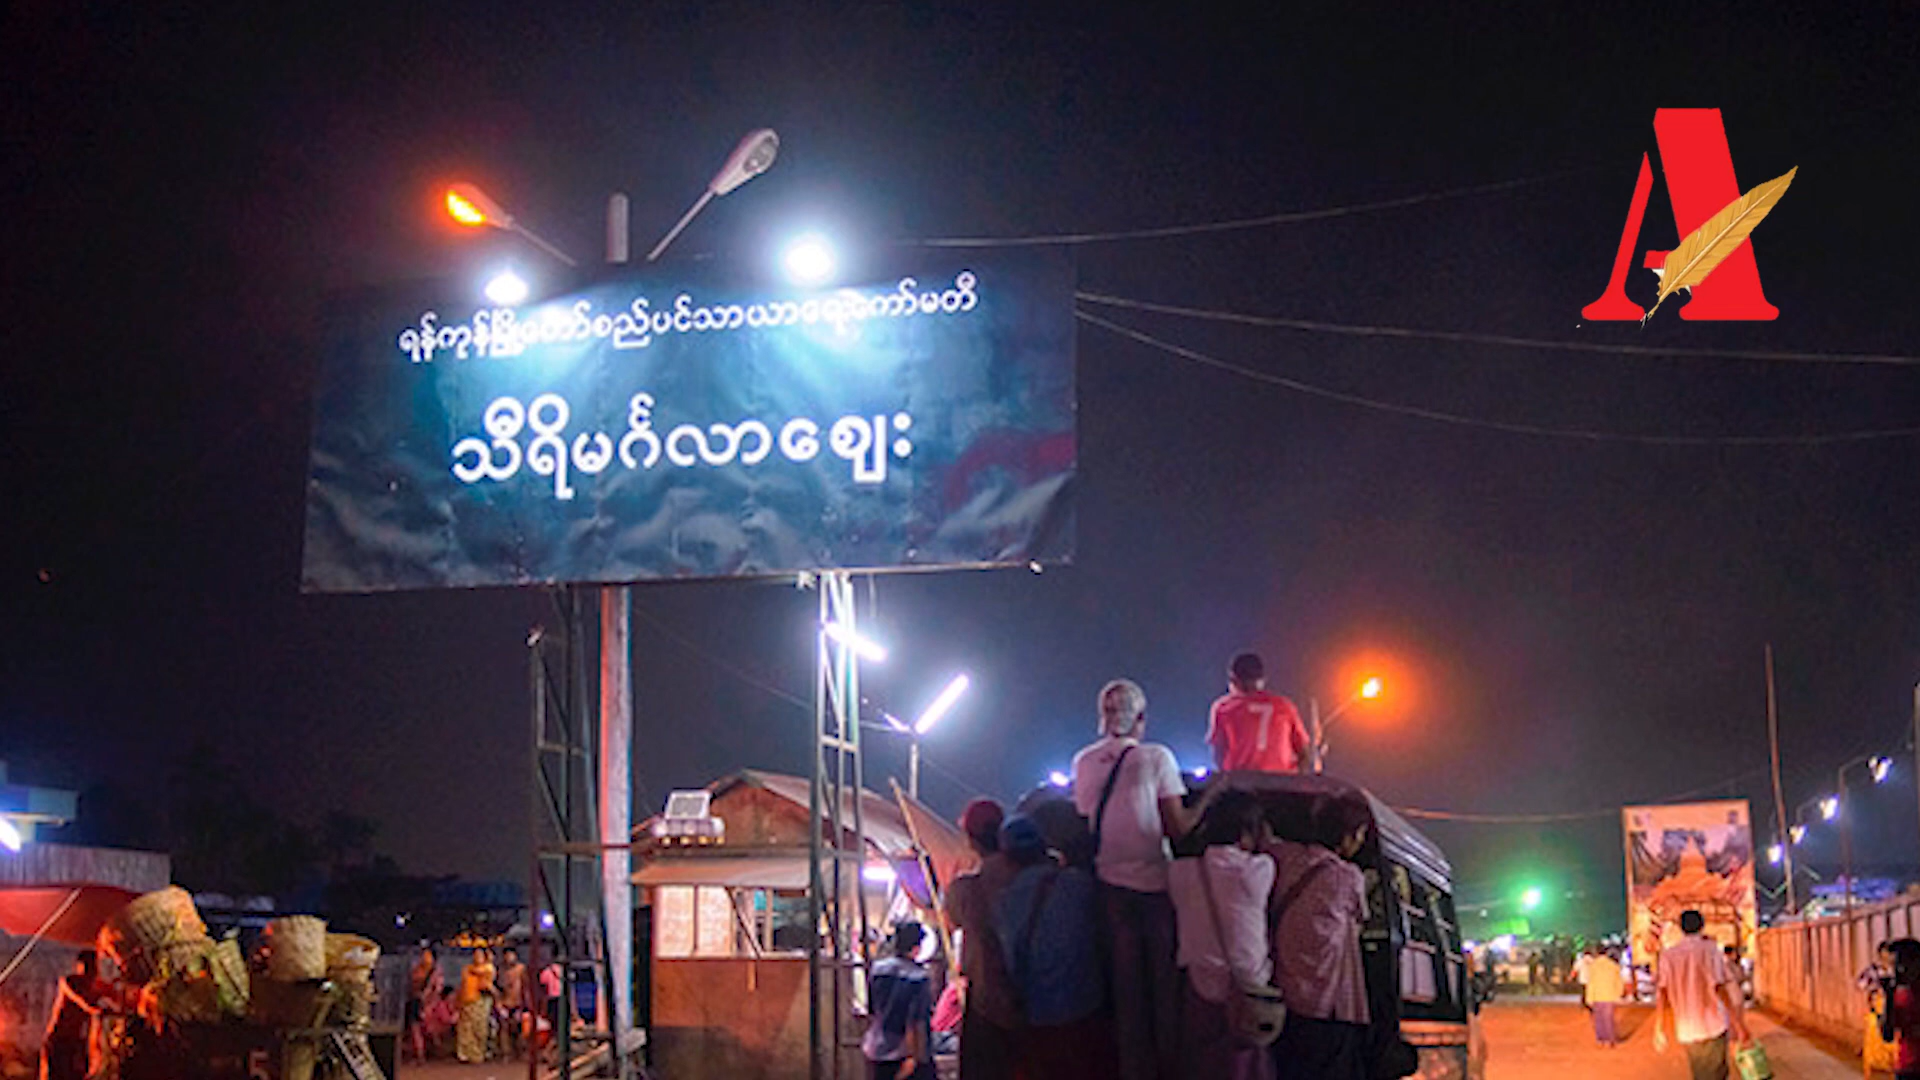 ရန်ကုန်မြို့တော်စည်ပင်သာယာရေးကော်မတီ
သီရိမင်္ဂလာဈေး
7
A